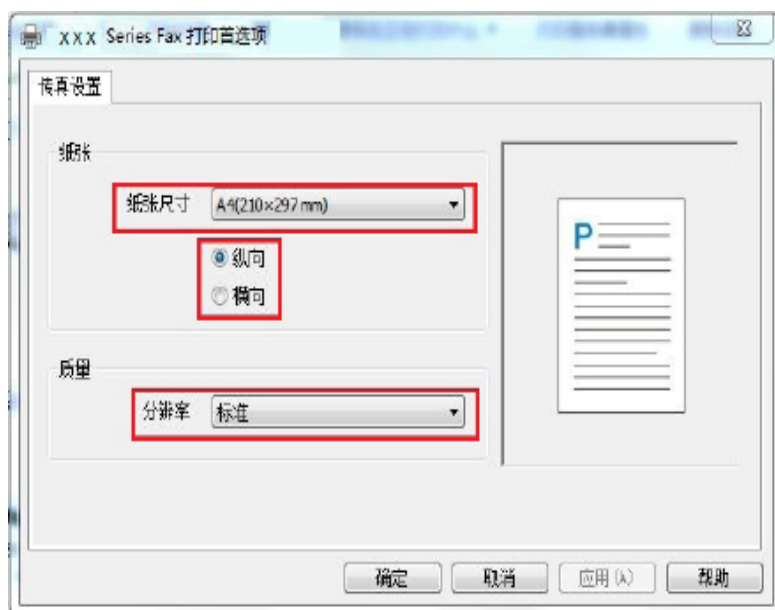 xxx Series Fax 打印首选项
传真设置
纸张
纸张尺寸 A4(210×297 mm)
纵向
横向
质量
分辨率 标准
P
确定 取消 应用(A) 帮助